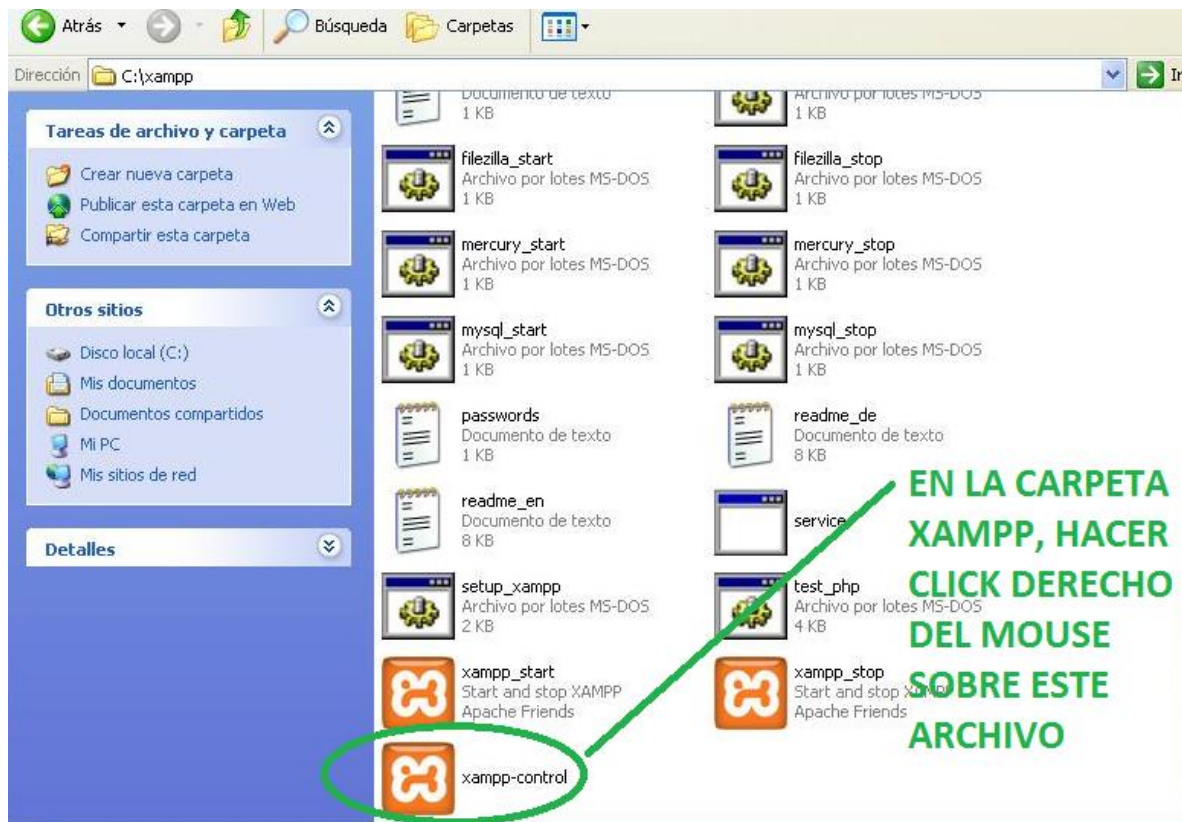 Atrás
Búsqueda
Carpetas
Dirección
C:\xampp
Ir
Tareas de archivo y carpeta
Crear nueva carpeta
Publicar esta carpeta en Web
Compartir esta carpeta
Otros sitios
Disco local (C:)
Mis documentos
Documentos compartidos
Mi PC
Mis sitios de red
Detalles
Documento de texto
1 KB
Archivo por lotes MS-DOS
1 KB
filezilla_start
Archivo por lotes MS-DOS
1 KB
filezilla_stop
Archivo por lotes MS-DOS
1 KB
mercury_start
Archivo por lotes MS-DOS
1 KB
mercury_stop
Archivo por lotes MS-DOS
1 KB
mysql_start
Archivo por lotes MS-DOS
1 KB
mysql_stop
Archivo por lotes MS-DOS
1 KB
passwords
Documento de texto
1 KB
readme_de
Documento de texto
8 KB
readme_en
Documento de texto
8 KB
service
setup_xampp
Archivo por lotes MS-DOS
2 KB
test_php
Archivo por lotes MS-DOS
4 KB
xampp_start
Start and stop XAMPP
Apache Friends
xampp_stop
Start and stop XAMPP
Apache Friends
xampp-control
EN LA CARPETA
XAMPP, HACER
CLICK DERECHO
DEL MOUSE
SOBRE ESTE
ARCHIVO